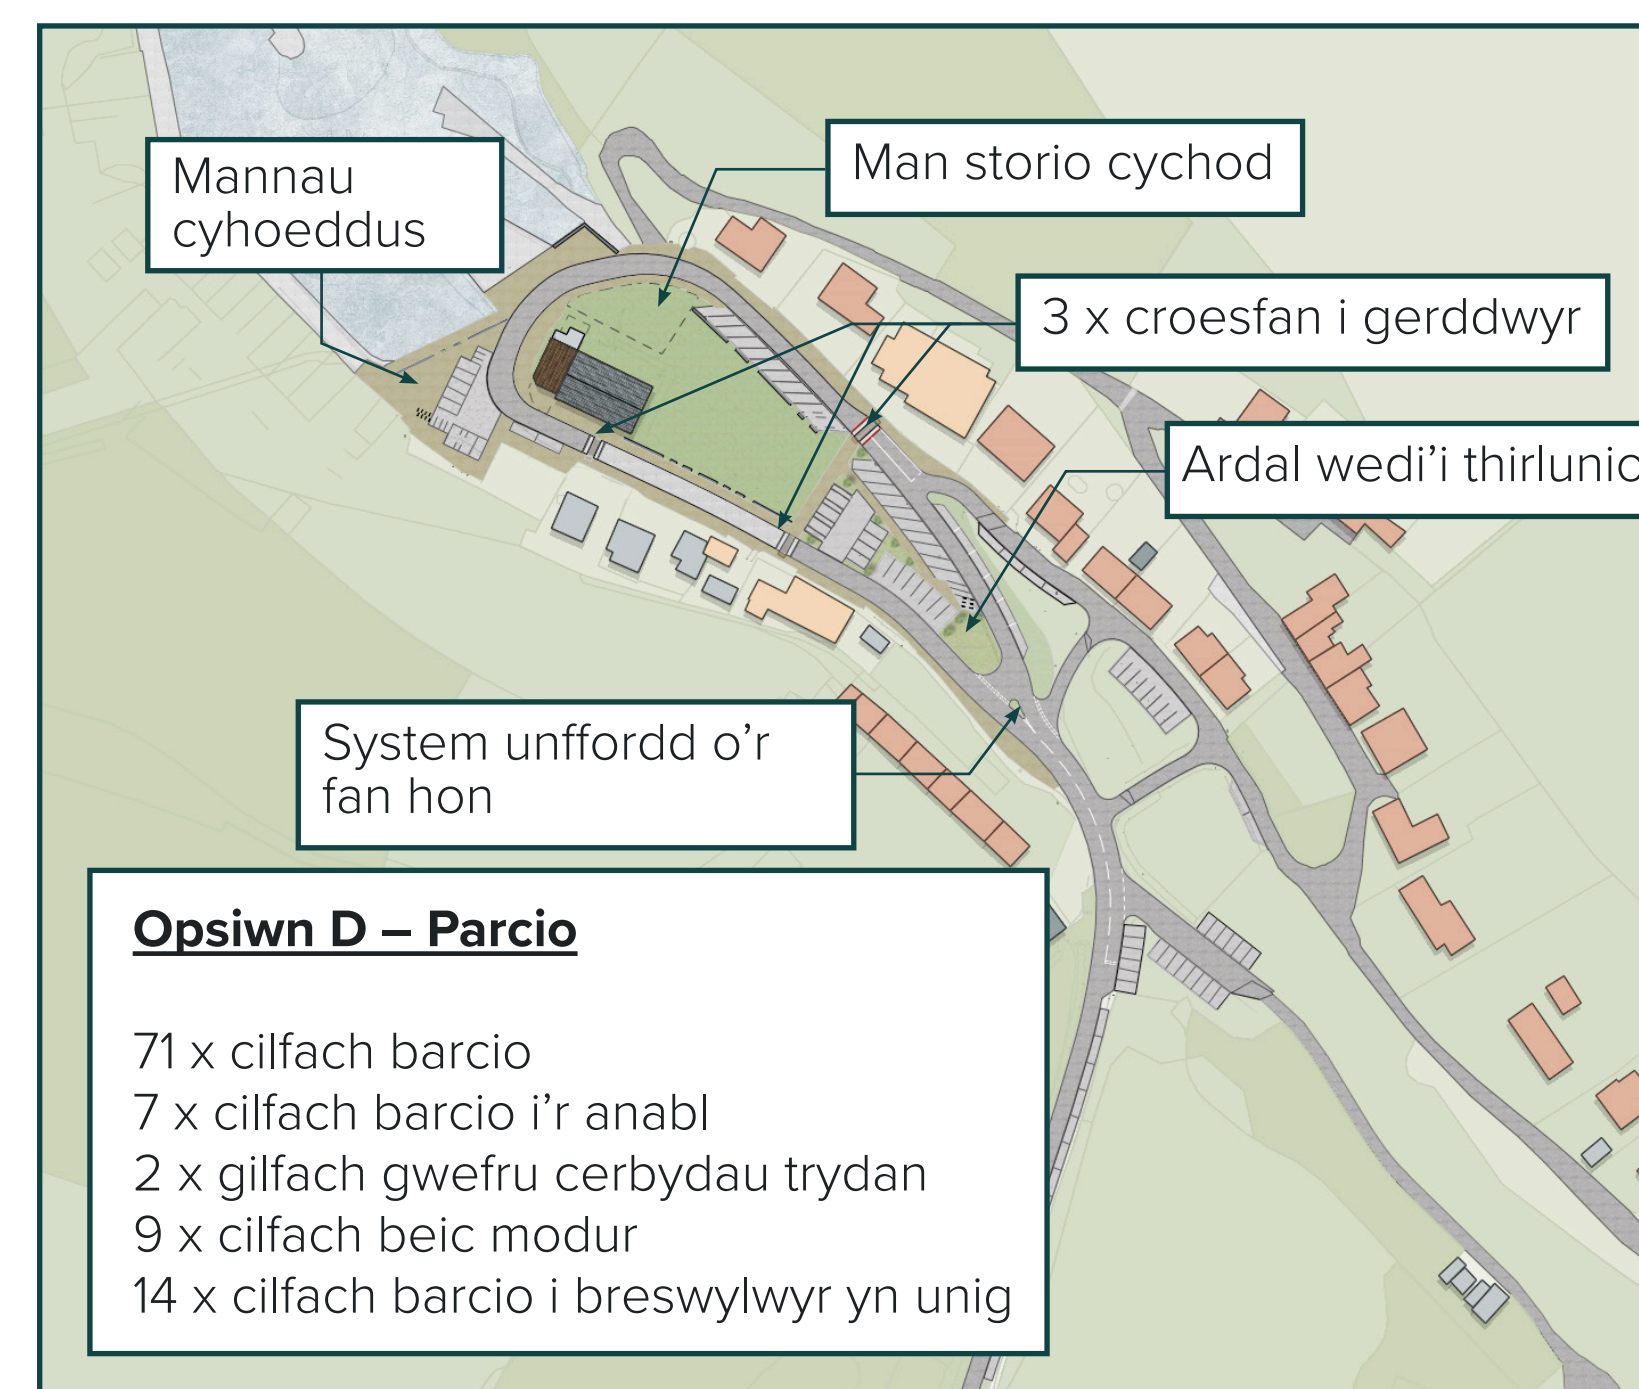 Mannau
cyhoeddus
Man storio cychod
3 x croesfan i gerddwyr
Ardal wedi’i
System unffordd o’r
fan hon
Opsiwn D – Parcio
71 x cilfach barcio
7 x cilfach barcio i’r anabl
2 x gilfach gwefru cerbydau trydan
9 x cilfach beic modur
14 x cilfach barcio i breswylwyr yn unig